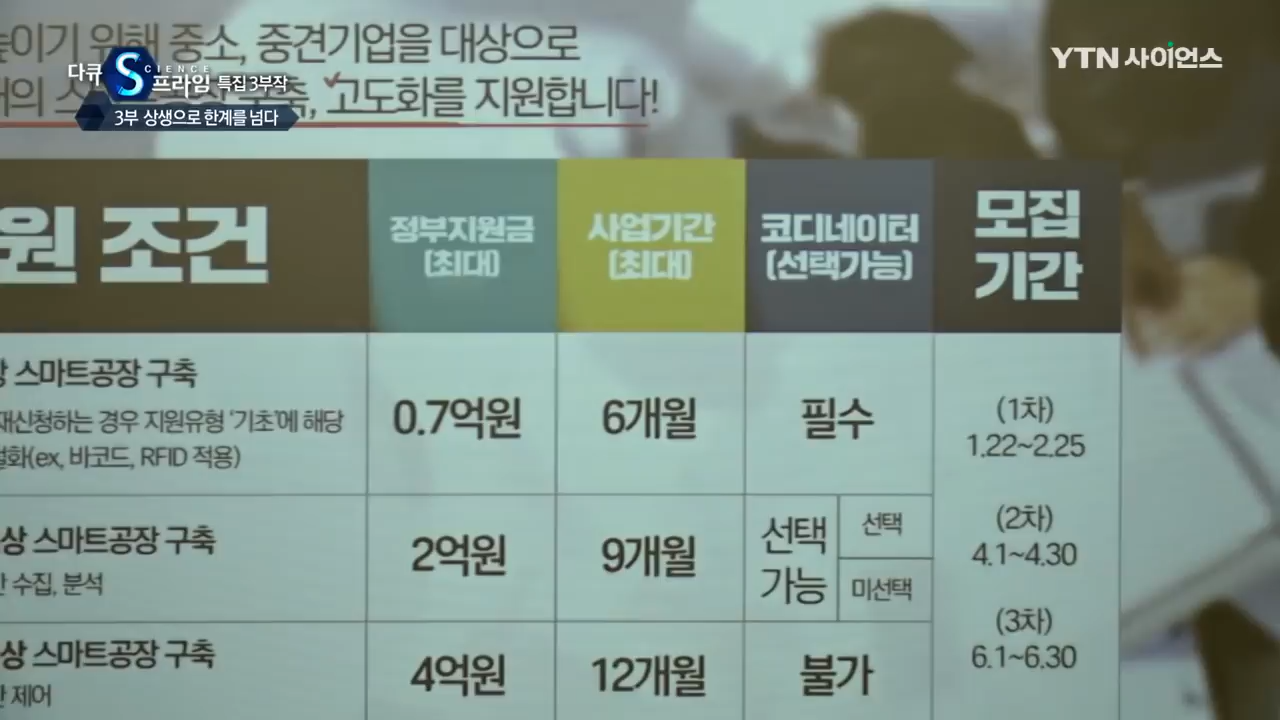 높이기 위해 중소, 중견기업을 대상으로
고도화를 지원합니다!
다큐 S프라임 특집 3부작
SCIENCE
3부 상생으로 한계를 넘다
YTN 사이언스
원 조건
정부지원금
(최대)
사업기간
(최대)
코디네이터
(선택가능)
모집
기간
스마트공장 구축
재신청하는 경우 지원유형 '기초'에 해당
(ex, 바코드, RFID 적용)
0.7억원
6개월
필수
(1차)
1.22~2.25
상 스마트공장 구축
수집, 분석
2억원
9개월
선택
가능
선택
미선택
(2차)
4.1~4.30
상 스마트공장 구축
제어
4억원
12개월
불가
(3차)
6.1~6.30